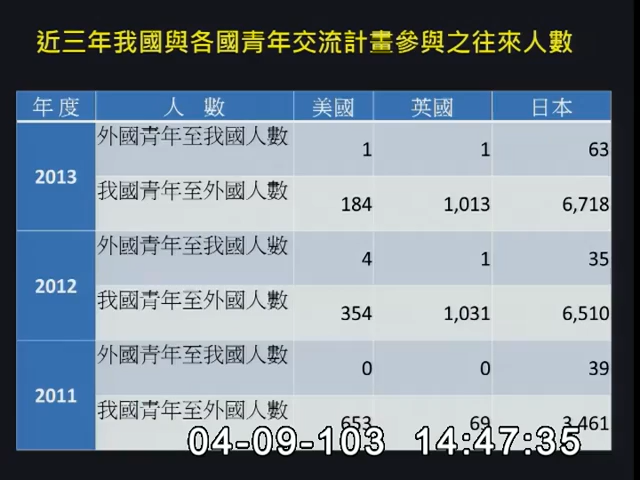 近三年我國與各國青年交流計畫參與之往來人數
年度 人 數 美國 英國 日本
2013 外國青年至我國人數 1 1 63
我國青年至外國人數 184 1,013 6,718
2012 外國青年至我國人數 4 1 35
我國青年至外國人數 354 1,031 6,510
2011 外國青年至我國人數 0 0 39
我國青年至外國人數 653 69 3,461
04-09-103 14:47:35